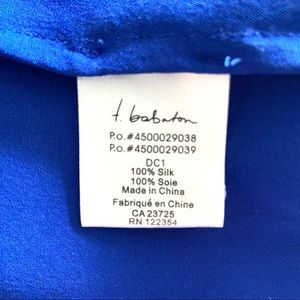 t. babaton
P.o.#4500029038
P.o.#4500029039
DC1
100% Silk
100% Soie
Made in China
Fabriqué en Chine
CA 23725
RN 122354